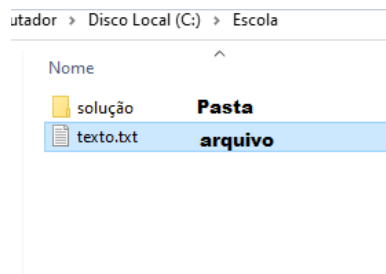 utador > Disco Local (C:) > Escola
Nome
solução Pasta
texto.txt arquivo